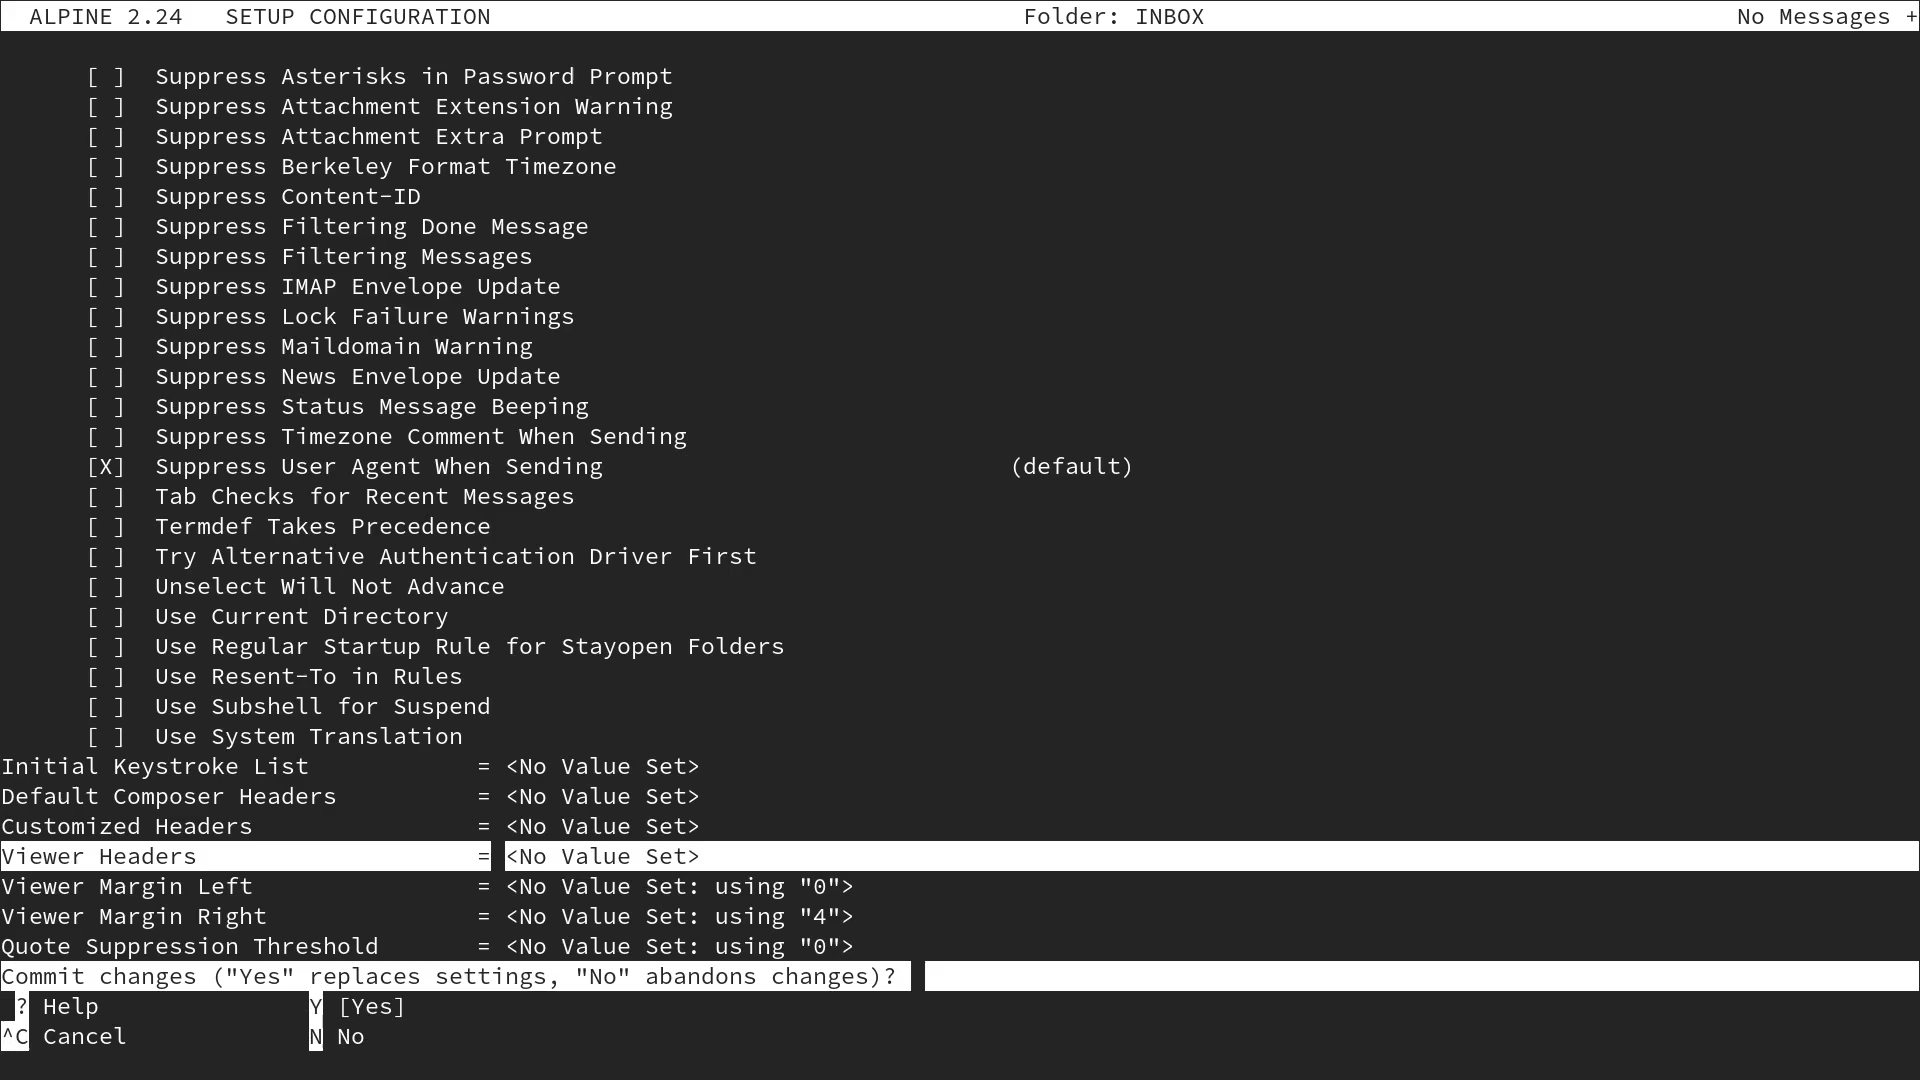 ALPINE 2.24   SETUP CONFIGURATION   Folder: INBOX   No Messages +
[ ]  Suppress Asterisks in Password Prompt
[ ]  Suppress Attachment Extension Warning
[ ]  Suppress Attachment Extra Prompt
[ ]  Suppress Berkeley Format Timezone
[ ]  Suppress Content-ID
[ ]  Suppress Filtering Done Message
[ ]  Suppress Filtering Messages
[ ]  Suppress IMAP Envelope Update
[ ]  Suppress Lock Failure Warnings
[ ]  Suppress Maildomain Warning
[ ]  Suppress News Envelope Update
[ ]  Suppress Status Message Beeping
[ ]  Suppress Timezone Comment When Sending
[X]  Suppress User Agent When Sending   (default)
[ ]  Tab Checks for Recent Messages
[ ]  Termdef Takes Precedence
[ ]  Try Alternative Authentication Driver First
[ ]  Unselect Will Not Advance
[ ]  Use Current Directory
[ ]  Use Regular Startup Rule for Stayopen Folders
[ ]  Use Resent-To in Rules
[ ]  Use Subshell for Suspend
[ ]  Use System Translation
Initial Keystroke List = <No Value Set>
Default Composer Headers = <No Value Set>
Customized Headers = <No Value Set>
Viewer Headers = <No Value Set>
Viewer Margin Left = <No Value Set: using "0">
Viewer Margin Right = <No Value Set: using "4">
Quote Suppression Threshold = <No Value Set: using "0">
Commit changes ("Yes" replaces settings, "No" abandons changes)?
? Help   Y [Yes]
^C Cancel   N No